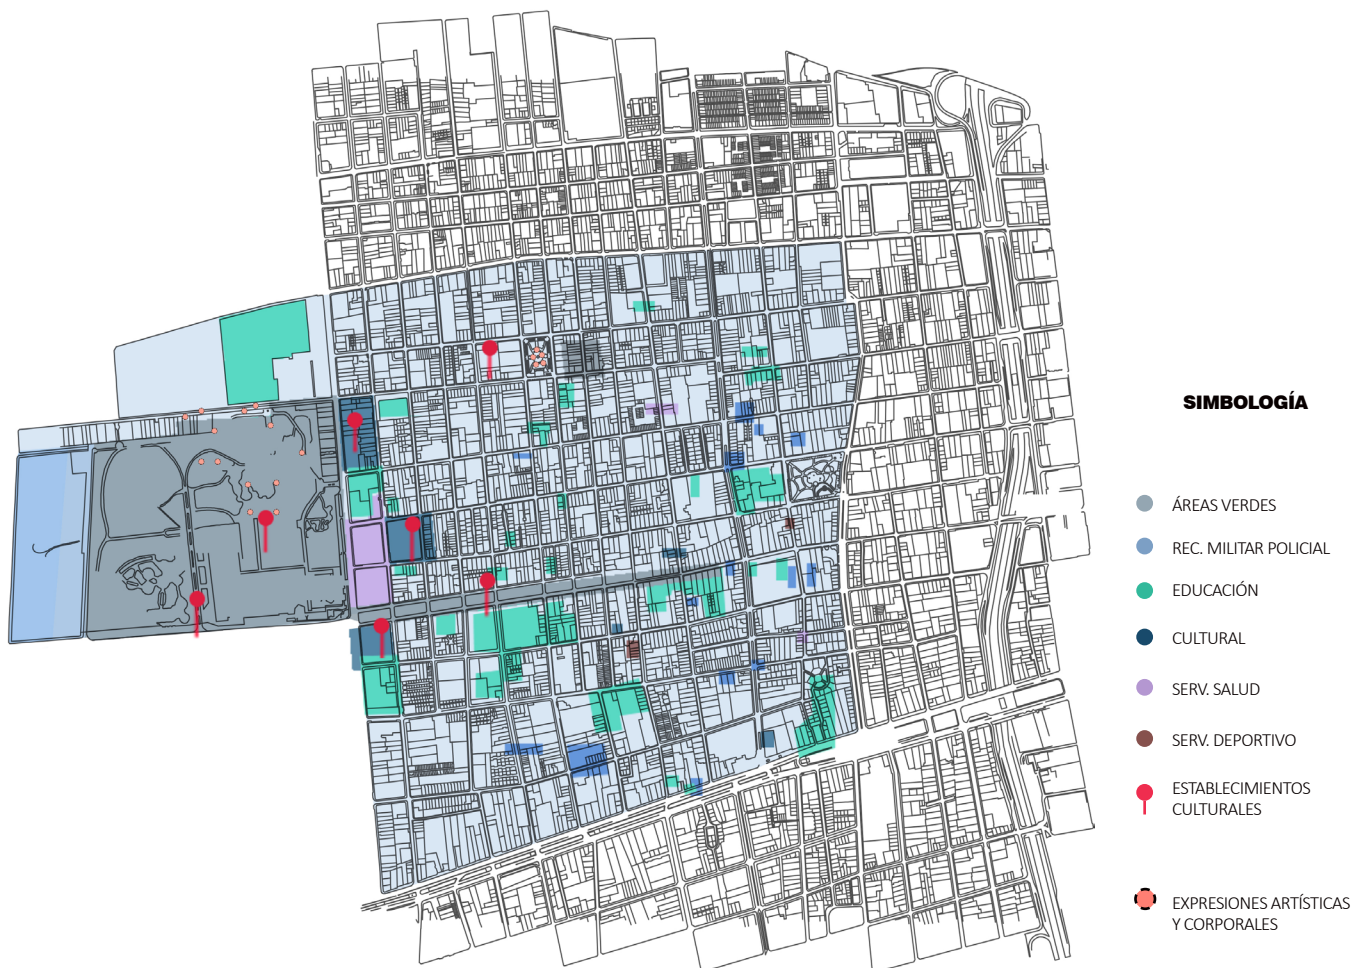 SIMBOLOGÍA
ÁREAS VERDES
REC. MILITAR POLICIAL
EDUCACIÓN
CULTURAL
SERV. SALUD
SERV. DEPORTIVO
ESTABLECIMIENTOS
CULTURALES
EXPRESIONES ARTÍSTICAS
Y CORPORALES